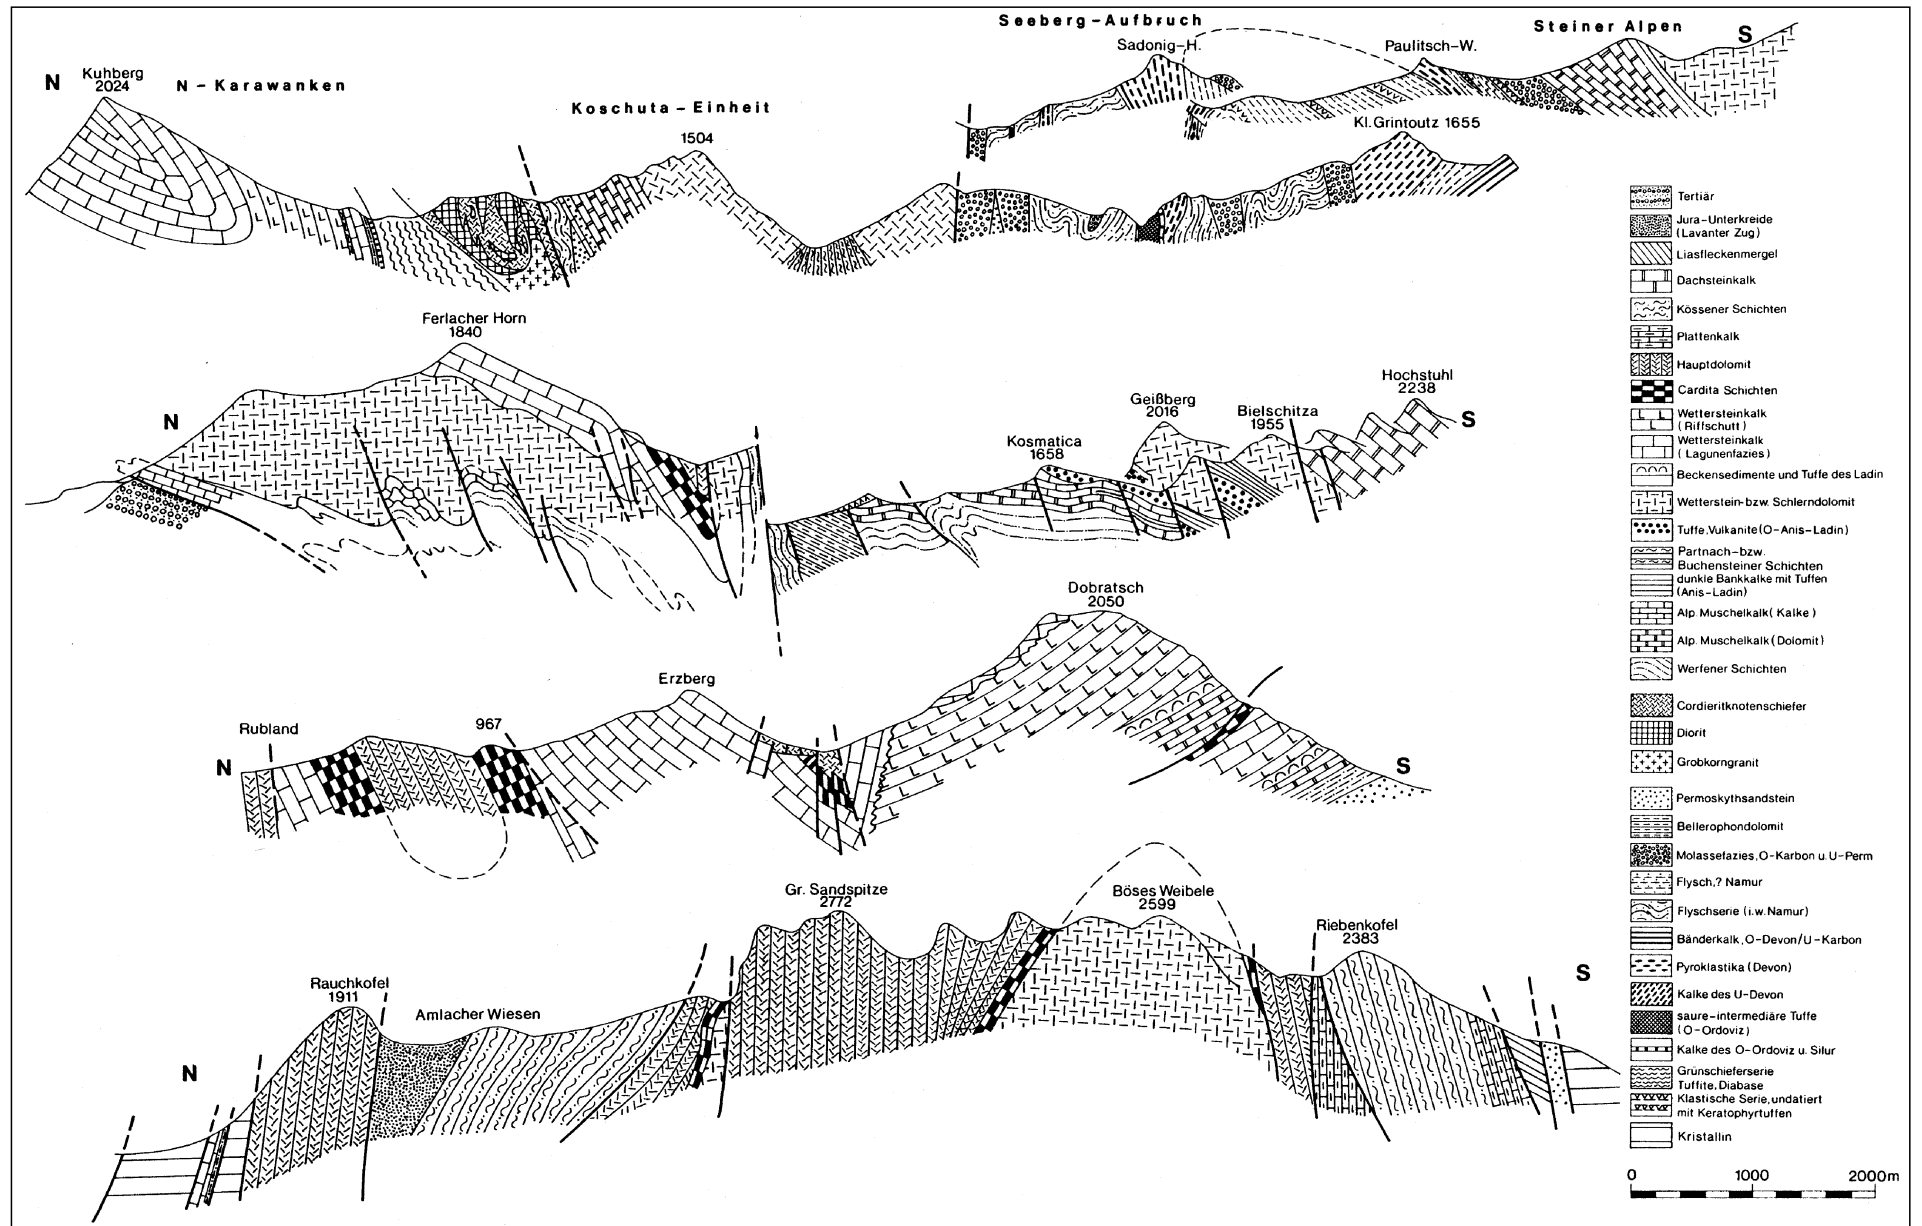 Seeberg-Aufbruch
Steiner Alpen
Sadonig-H.
Paulitsch-W.
S
N
Kuhberg
2024
N - Karawanken
Koschuta - Einheit
1504
Kl. Grintoutz 1655
Ferlacher Horn
1840
N
Kosmatica
1658
Geißberg
2016
Bielschitza
1955
Hochstuhl
2238
S
Dobratsch
2050
Erzberg
Rubland
967
N
S
Gr. Sandspitze
2772
Böses Weibele
2599
Riebenkofel
2383
S
Rauchkofel
1911
Amlacher Wiesen
N
Tertiär
Jura-Unterkreide
(Lavanter Zug)
Liasfleckenmergel
Dachsteinkalk
Kössener Schichten
Plattenkalk
Hauptdolomit
Cardita Schichten
Wettersteinkalk
(Riffschutt)
Wettersteinkalk
(Lagunenfazies)
Beckensedimente und Tuffe des Ladin
Wetterstein-bzw. Schlerndolomit
Tuffe, Vulkanite (O-Anis-Ladin)
Partnach-bzw.
Buchensteiner Schichten
dunkle Bankkalke mit Tuffen
(Anis-Ladin)
Alp. Muschelkalk (Kalke)
Alp. Muschelkalk (Dolomit)
Werfener Schichten
Cordieritknotenschiefer
Diorit
Grobkorngranit
Permoskythsandstein
Bellerophondolomit
Molassefazies, O-Karbon u. U-Perm
Flysch, ? Namur
Flyschserie (i.w. Namur)
Bänderkalk, O-Devon/U-Karbon
Pyroklastika (Devon)
Kalke des U-Devon
saure-intermediäre Tuffe
(O-Ordoviz)
Kalke des O-Ordoviz u. Silur
Grünschieferserie
Tuffite, Diabase
Klastische Serie, undatiert
mit Keratophyrtuffen
Kristallin
0 1000 2000m